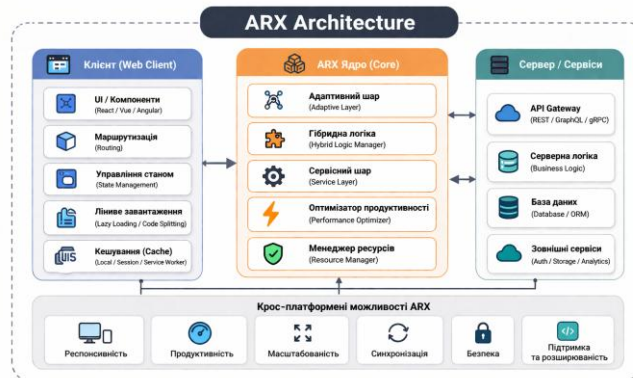 ARX Architecture
Клієнт (Web Client)
UI / Компоненти
(React / Vue / Angular)
Маршрутизація
(Routing)
Управління станом
(State Management)
Ліниве завантаження
(Lazy Loading / Code Splitting)
Кешування (Cache)
(Local / Session / Service Worker)
ARX Ядро (Core)
Адаптивний шар
(Adaptive Layer)
Гібридна логіка
(Hybrid Logic Manager)
Сервісний шар
(Service Layer)
Оптимізатор продуктивності
(Performance Optimizer)
Менеджер ресурсів
(Resource Manager)
Сервер / Сервіси
API Gateway
(REST / GraphQL / gRPC)
Серверна логіка
(Business Logic)
База даних
(Database / ORM)
Зовнішні сервіси
(Auth / Storage / Analytics)
Крос-платформені можливості ARX
Респонсивність
Продуктивність
Масштабованість
Синхронізація
Безпека
Підтримка
та розширюваність